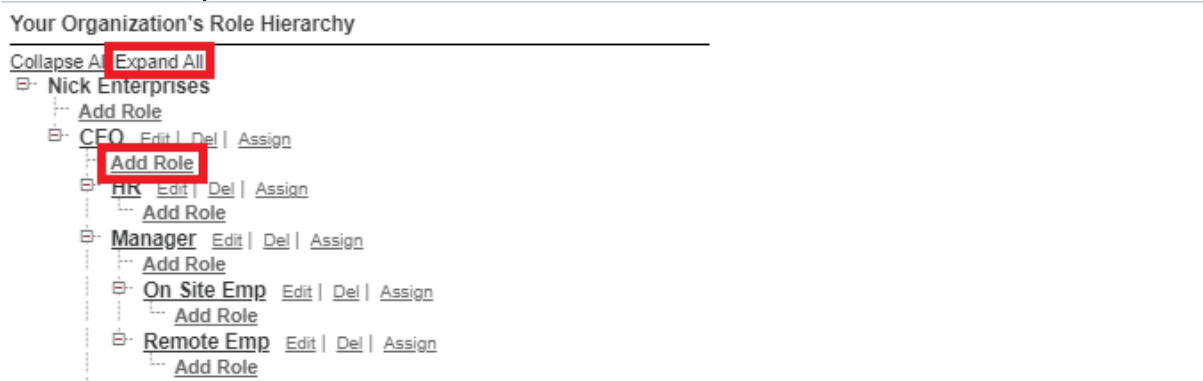 Your Organization's Role Hierarchy
Collapse Al Expand All
Nick Enterprises
Add Role
CEO Edit | Del | Assign
Add Role
HR Edit | Del | Assign
Add Role
Manager Edit | Del | Assign
Add Role
On Site Emp Edit | Del | Assign
Add Role
Remote Emp Edit | Del | Assign
Add Role